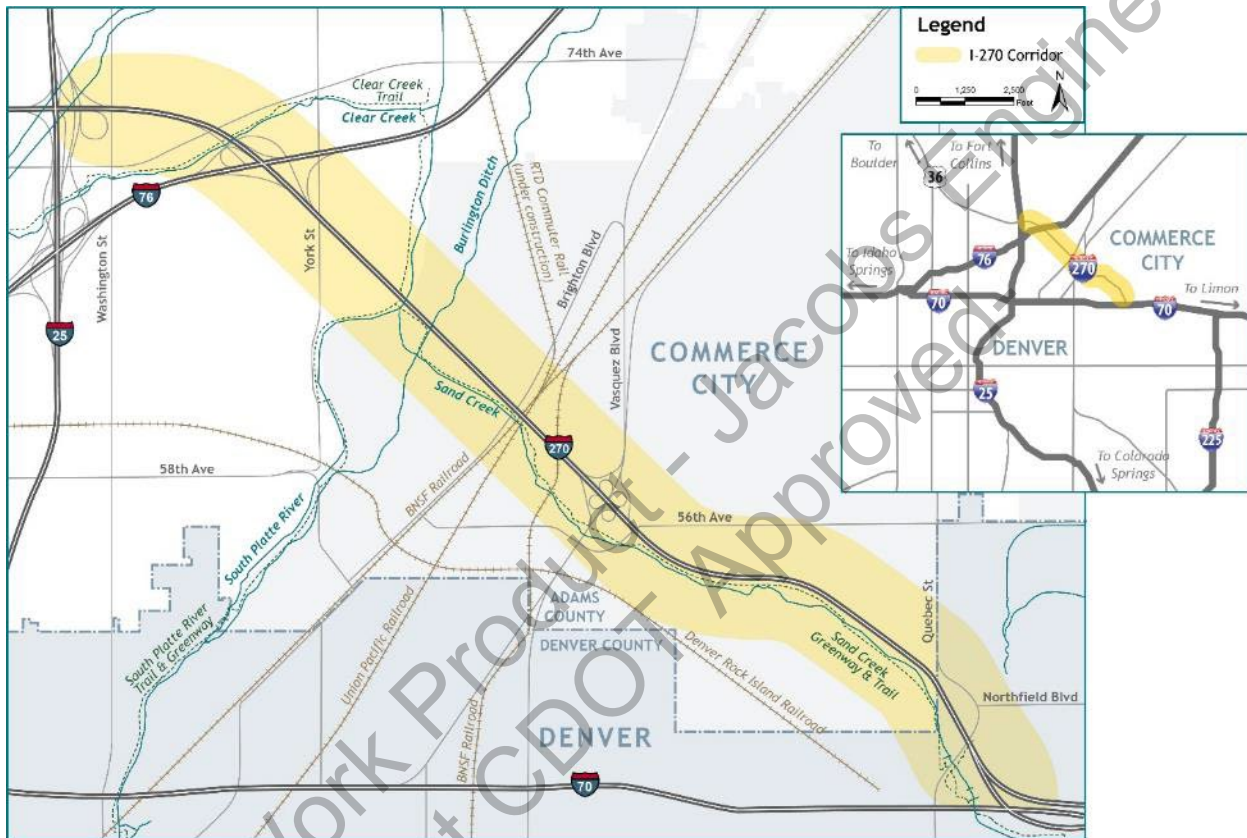 Legend
I-270 Corridor
0 1,250 2,500
Feet
N
74th Ave
Clear Creek
Trail
Clear Creek
Burlington Ditch
RTD Commuter Rail
(under construction)
Brighton Blvd
76
Washington St
York St
25
Vasquez Blvd
COMMERCE
CITY
Sand Creek
270
58th Ave
BNSF Railroad
56th Ave
South Platte River
South Platte River
Trail & Greenway
Union Pacific Railroad
ADAMS
COUNTY
DENVER COUNTY
Denver Rock Island Railroad
Sand Creek
Greenway & Trail
Quebec St
Northfield Blvd
BNSF Railroad
DENVER
70
To
Boulder
To Fort
Collins
36
COMMERCE
CITY
76
270
To Idaho
Springs
To Limon
70
70
DENVER
25
To Colorado
Springs
225
Work Product - Jacobs Engine
CDOT Approved